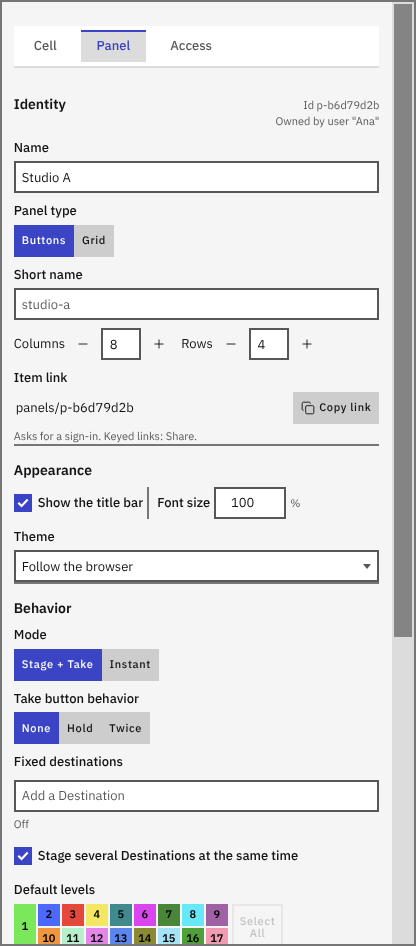 Cell Panel Access
Identity Id p-b6d79d2b
Owned by user "Ana"
Name
Studio A
Panel type
Buttons Grid
Short name
studio-a
Columns − 8 + Rows − 4 +
Item link
panels/p-b6d79d2b Copy link
Asks for a sign-in. Keyed links: Share.
Appearance
Show the title bar Font size 100 %
Theme
Follow the browser
Behavior
Mode
Stage + Take Instant
Take button behavior
None Hold Twice
Fixed destinations
Add a Destination
Off
Stage several Destinations at the same time
Default levels
1 2 3 4 5 6 7 8 9 Select All
10 11 12 13 14 15 16 17